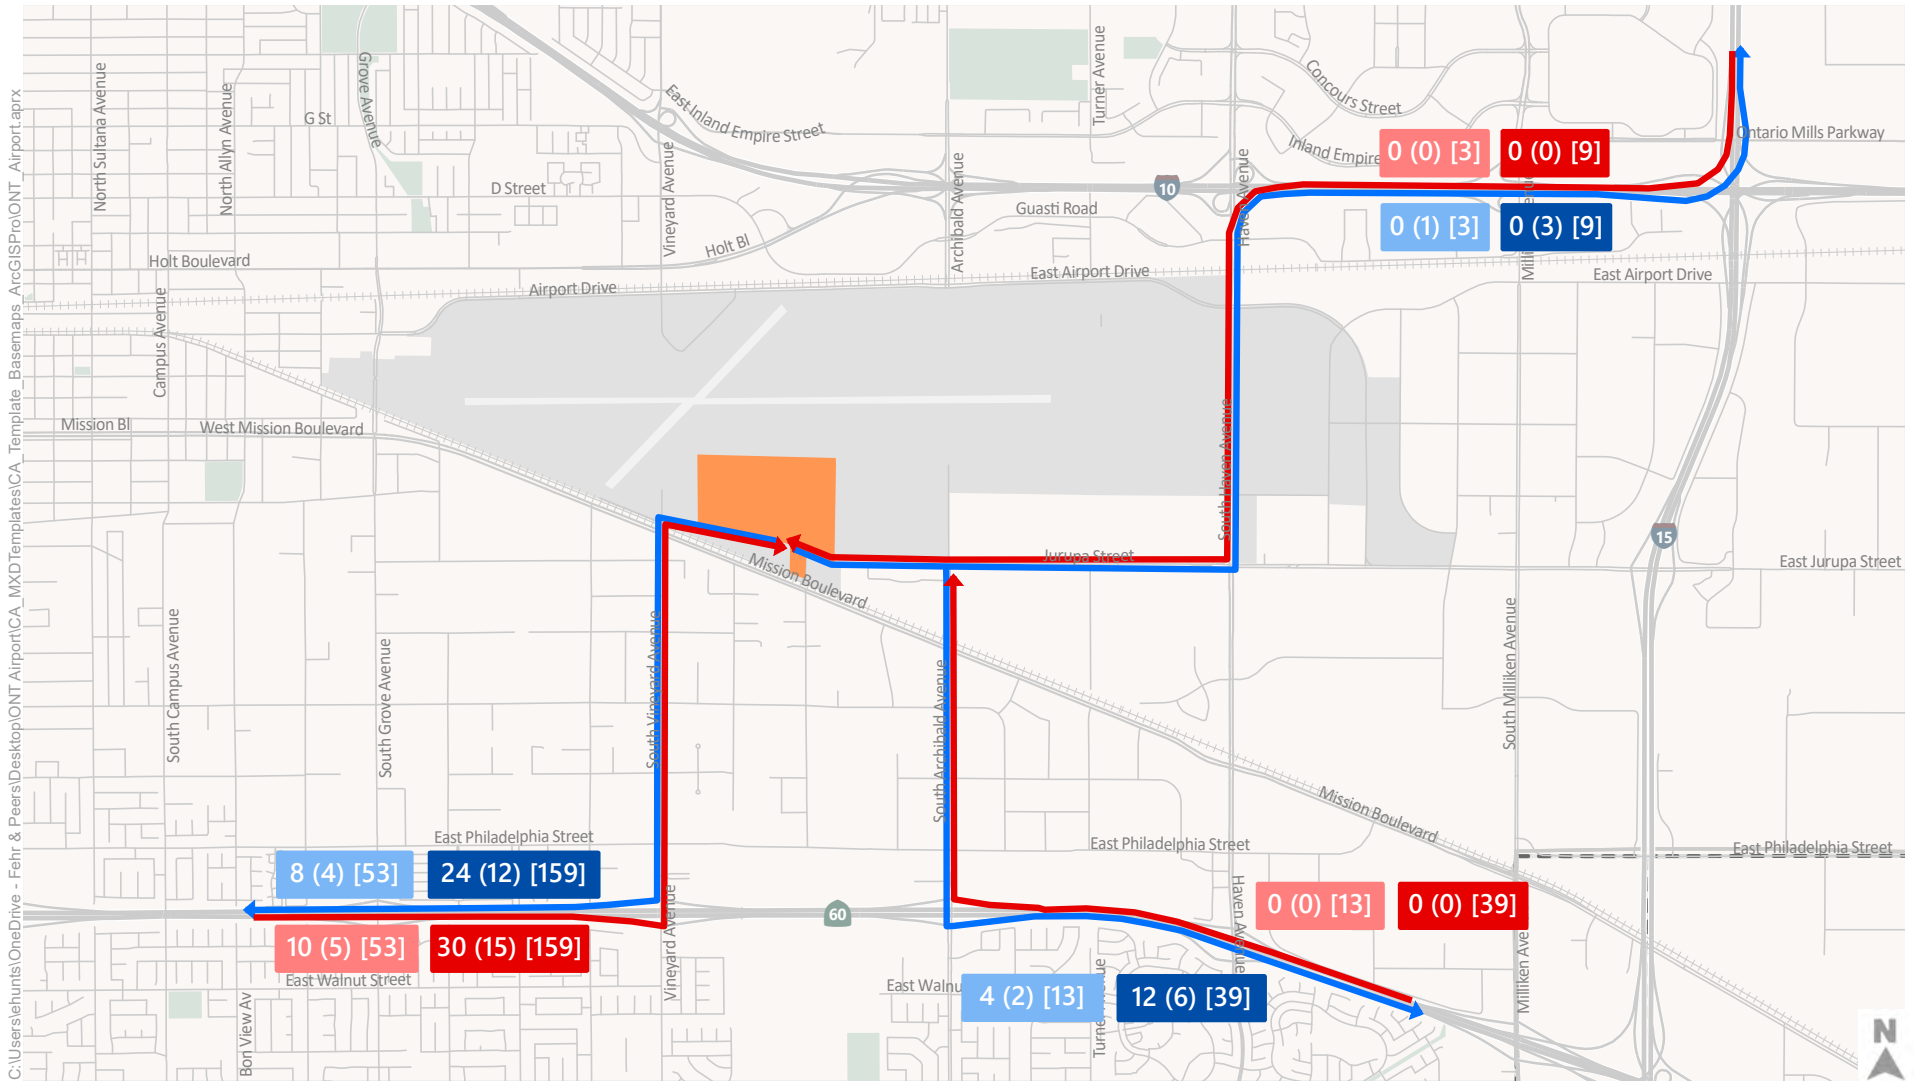 C:\Users\ehunts\OneDrive - Fehr & Peers\Desktop\ONT Airport\CA_MXDTemplates\CA_Template_Basemaps_ArcGISPro\ONT_Airport.aprx
North Sultana Avenue
North Allyn Avenue
Grove Avenue
G St
East Inland Empire Street
Turner Avenue
Concours Street
Ontario Mills Parkway
Inland Empire
0 (0) [3]
0 (0) [9]
D Street
Vineyard Avenue
Archibald Avenue
10
Guasti Road
0 (1) [3]
0 (3) [9]
Holt Bl
Holt Boulevard
East Airport Drive
East Airport Drive
Airport Drive
Campus Avenue
Mission Bl
West Mission Boulevard
South Haven Avenue
15
Jurupa Street
East Jurupa Street
Mission Boulevard
South Campus Avenue
South Grove Avenue
South Vineyard Avenue
South Archibald Avenue
South Milliken Avenue
Mission Boulevard
East Philadelphia Street
East Philadelphia Street
East Philadelphia Street
8 (4) [53]
24 (12) [159]
60
0 (0) [13]
0 (0) [39]
10 (5) [53]
30 (15) [159]
Vineyard Avenue
Haven Avenue
Milliken Ave
East Walnut Street
East Walnu
4 (2) [13]
12 (6) [39]
Bon View Av
N